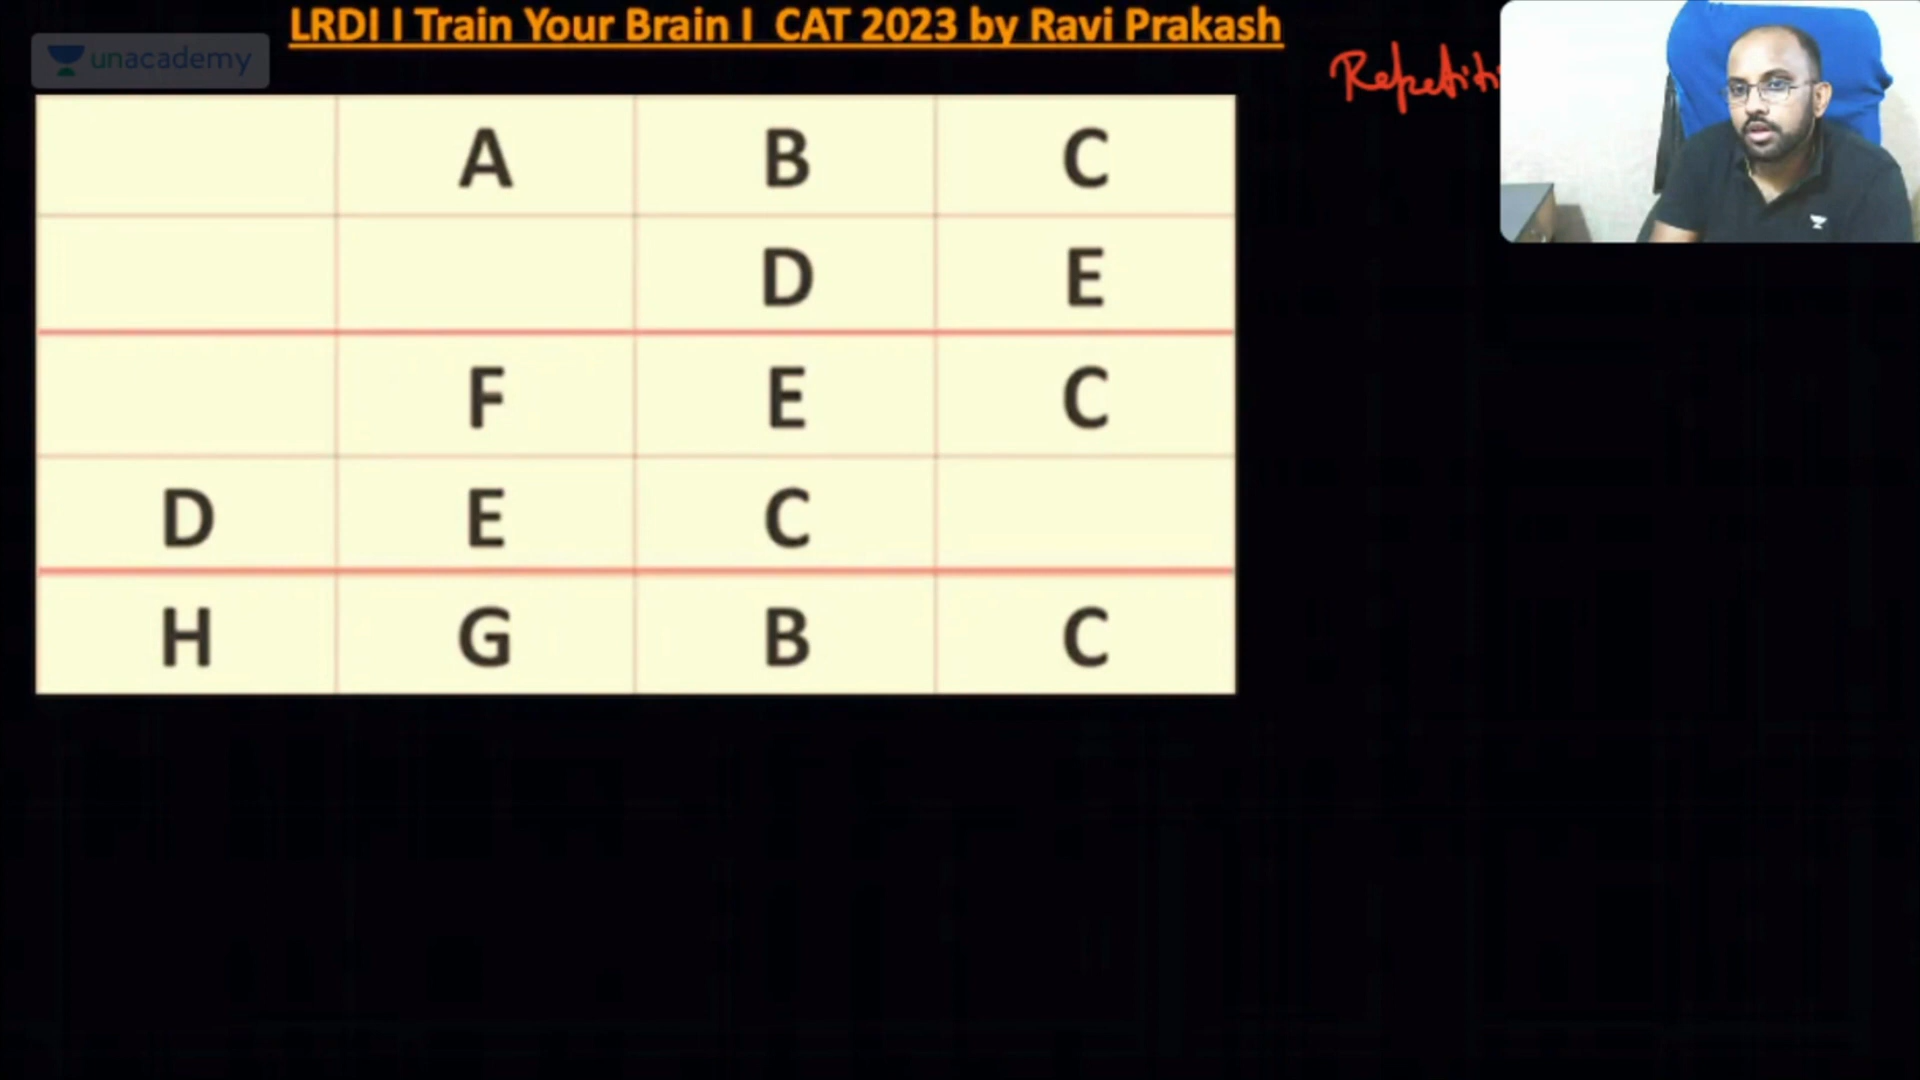 LRDI I Train Your Brain I CAT 2023 by Ravi Prakash
unacademy
A B C
D E
F E C
D E C
H G B C